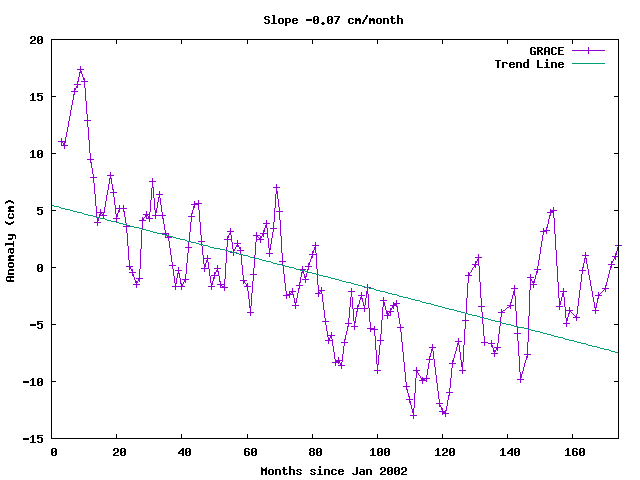 Slope -0.07 cm/month
GRACE
Trend Line
Anomaly (cm)
20
15
10
5
0
-5
-10
-15
0 20 40 60 80 100 120 140 160
Months since Jan 2002